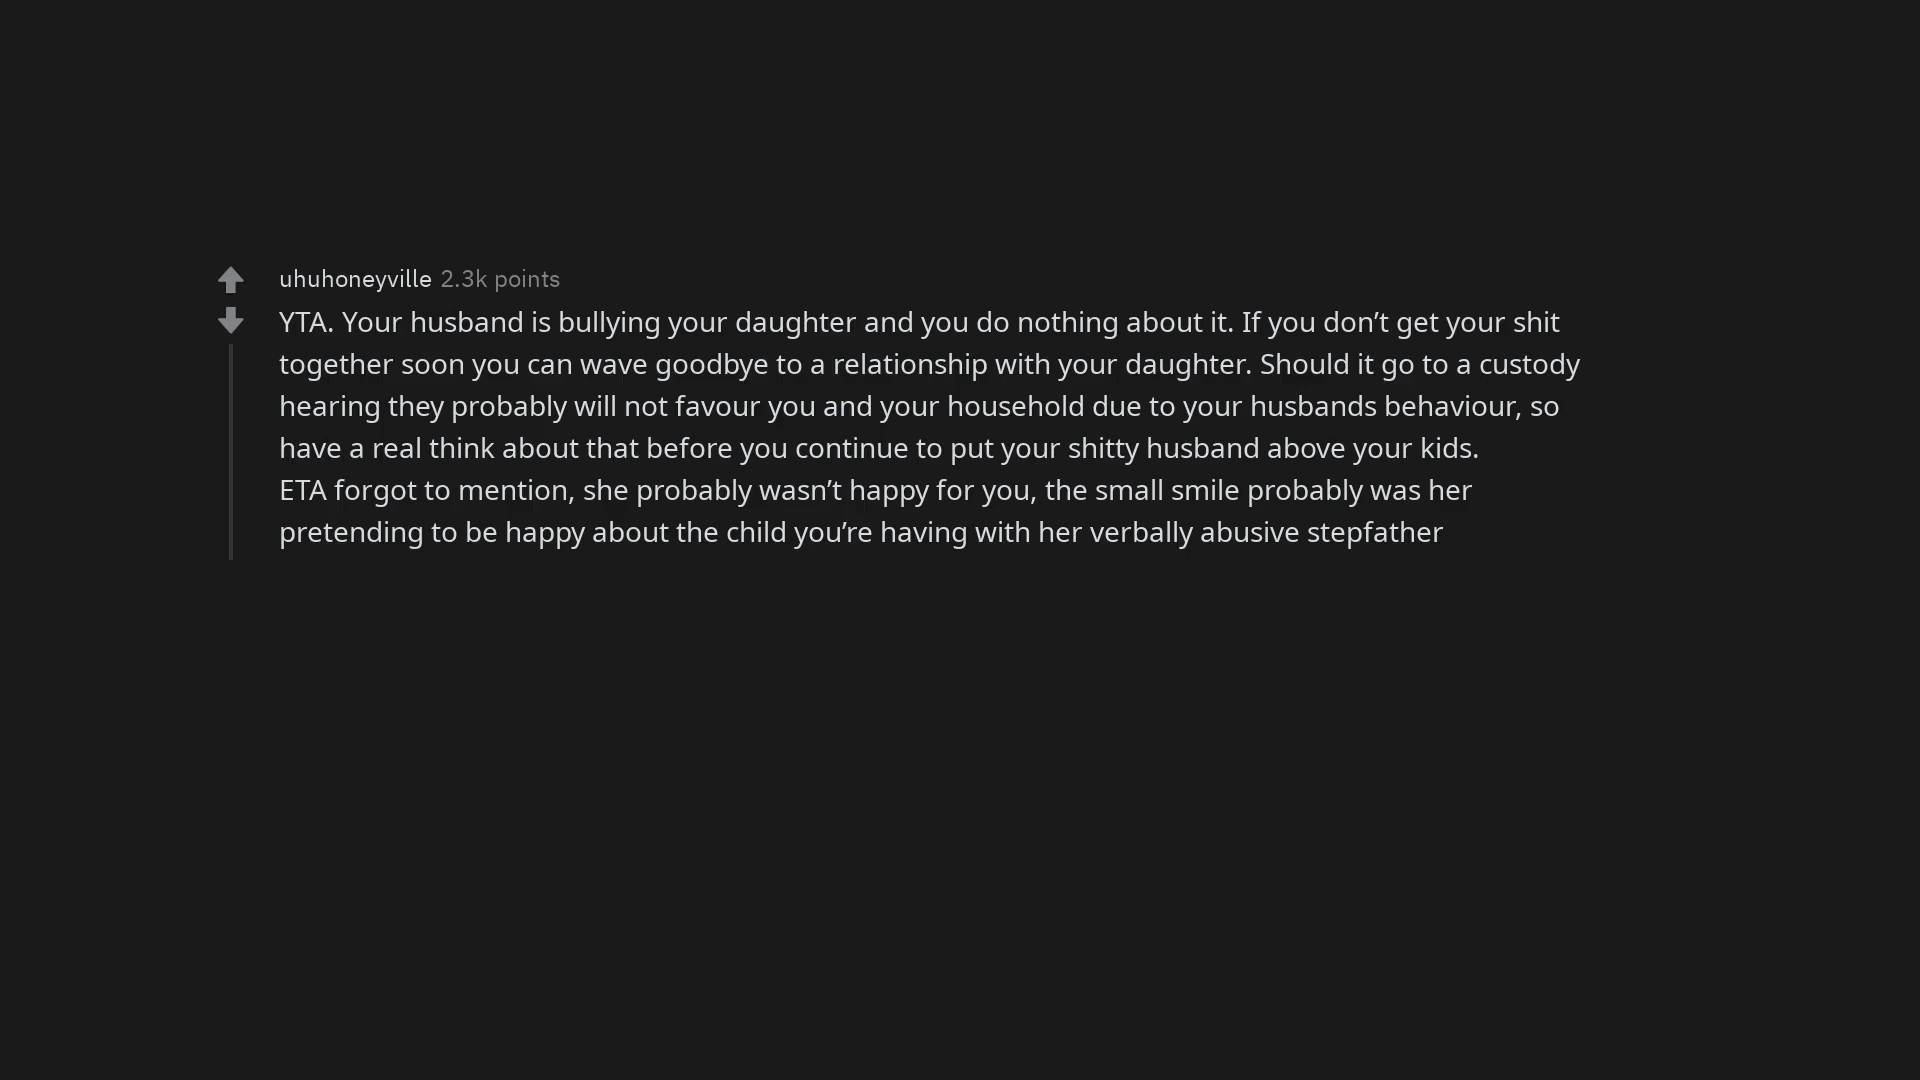 uhuhoneyville 2.3k points
YTA. Your husband is bullying your daughter and you do nothing about it. If you don’t get your shit
together soon you can wave goodbye to a relationship with your daughter. Should it go to a custody
hearing they probably will not favour you and your household due to your husbands behaviour, so
have a real think about that before you continue to put your shitty husband above your kids.
ETA forgot to mention, she probably wasn’t happy for you, the small smile probably was her
pretending to be happy about the child you’re having with her verbally abusive stepfather